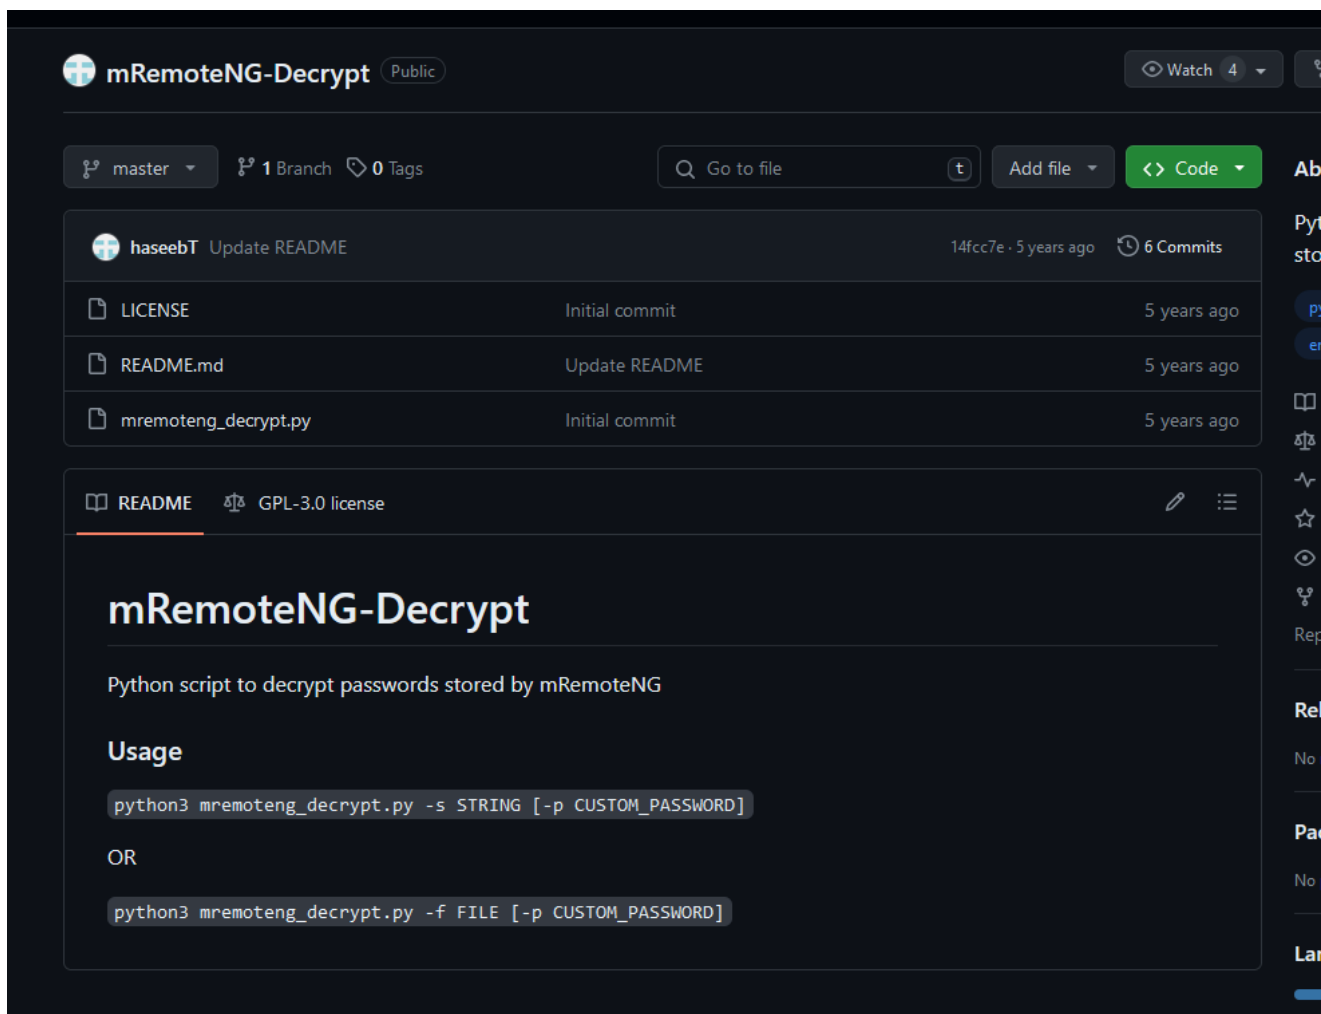 mRemoteNG-Decrypt Public
Watch 4
master 1 Branch 0 Tags Go to file t Add file Code
haseebT Update README 14fcc7e · 5 years ago 6 Commits
LICENSE Initial commit 5 years ago
README.md Update README 5 years ago
mremoteng_decrypt.py Initial commit 5 years ago
README GPL-3.0 license
mRemoteNG-Decrypt
Python script to decrypt passwords stored by mRemoteNG
Usage
python3 mremoteng_decrypt.py -s STRING [-p CUSTOM_PASSWORD]
OR
python3 mremoteng_decrypt.py -f FILE [-p CUSTOM_PASSWORD]
No
No